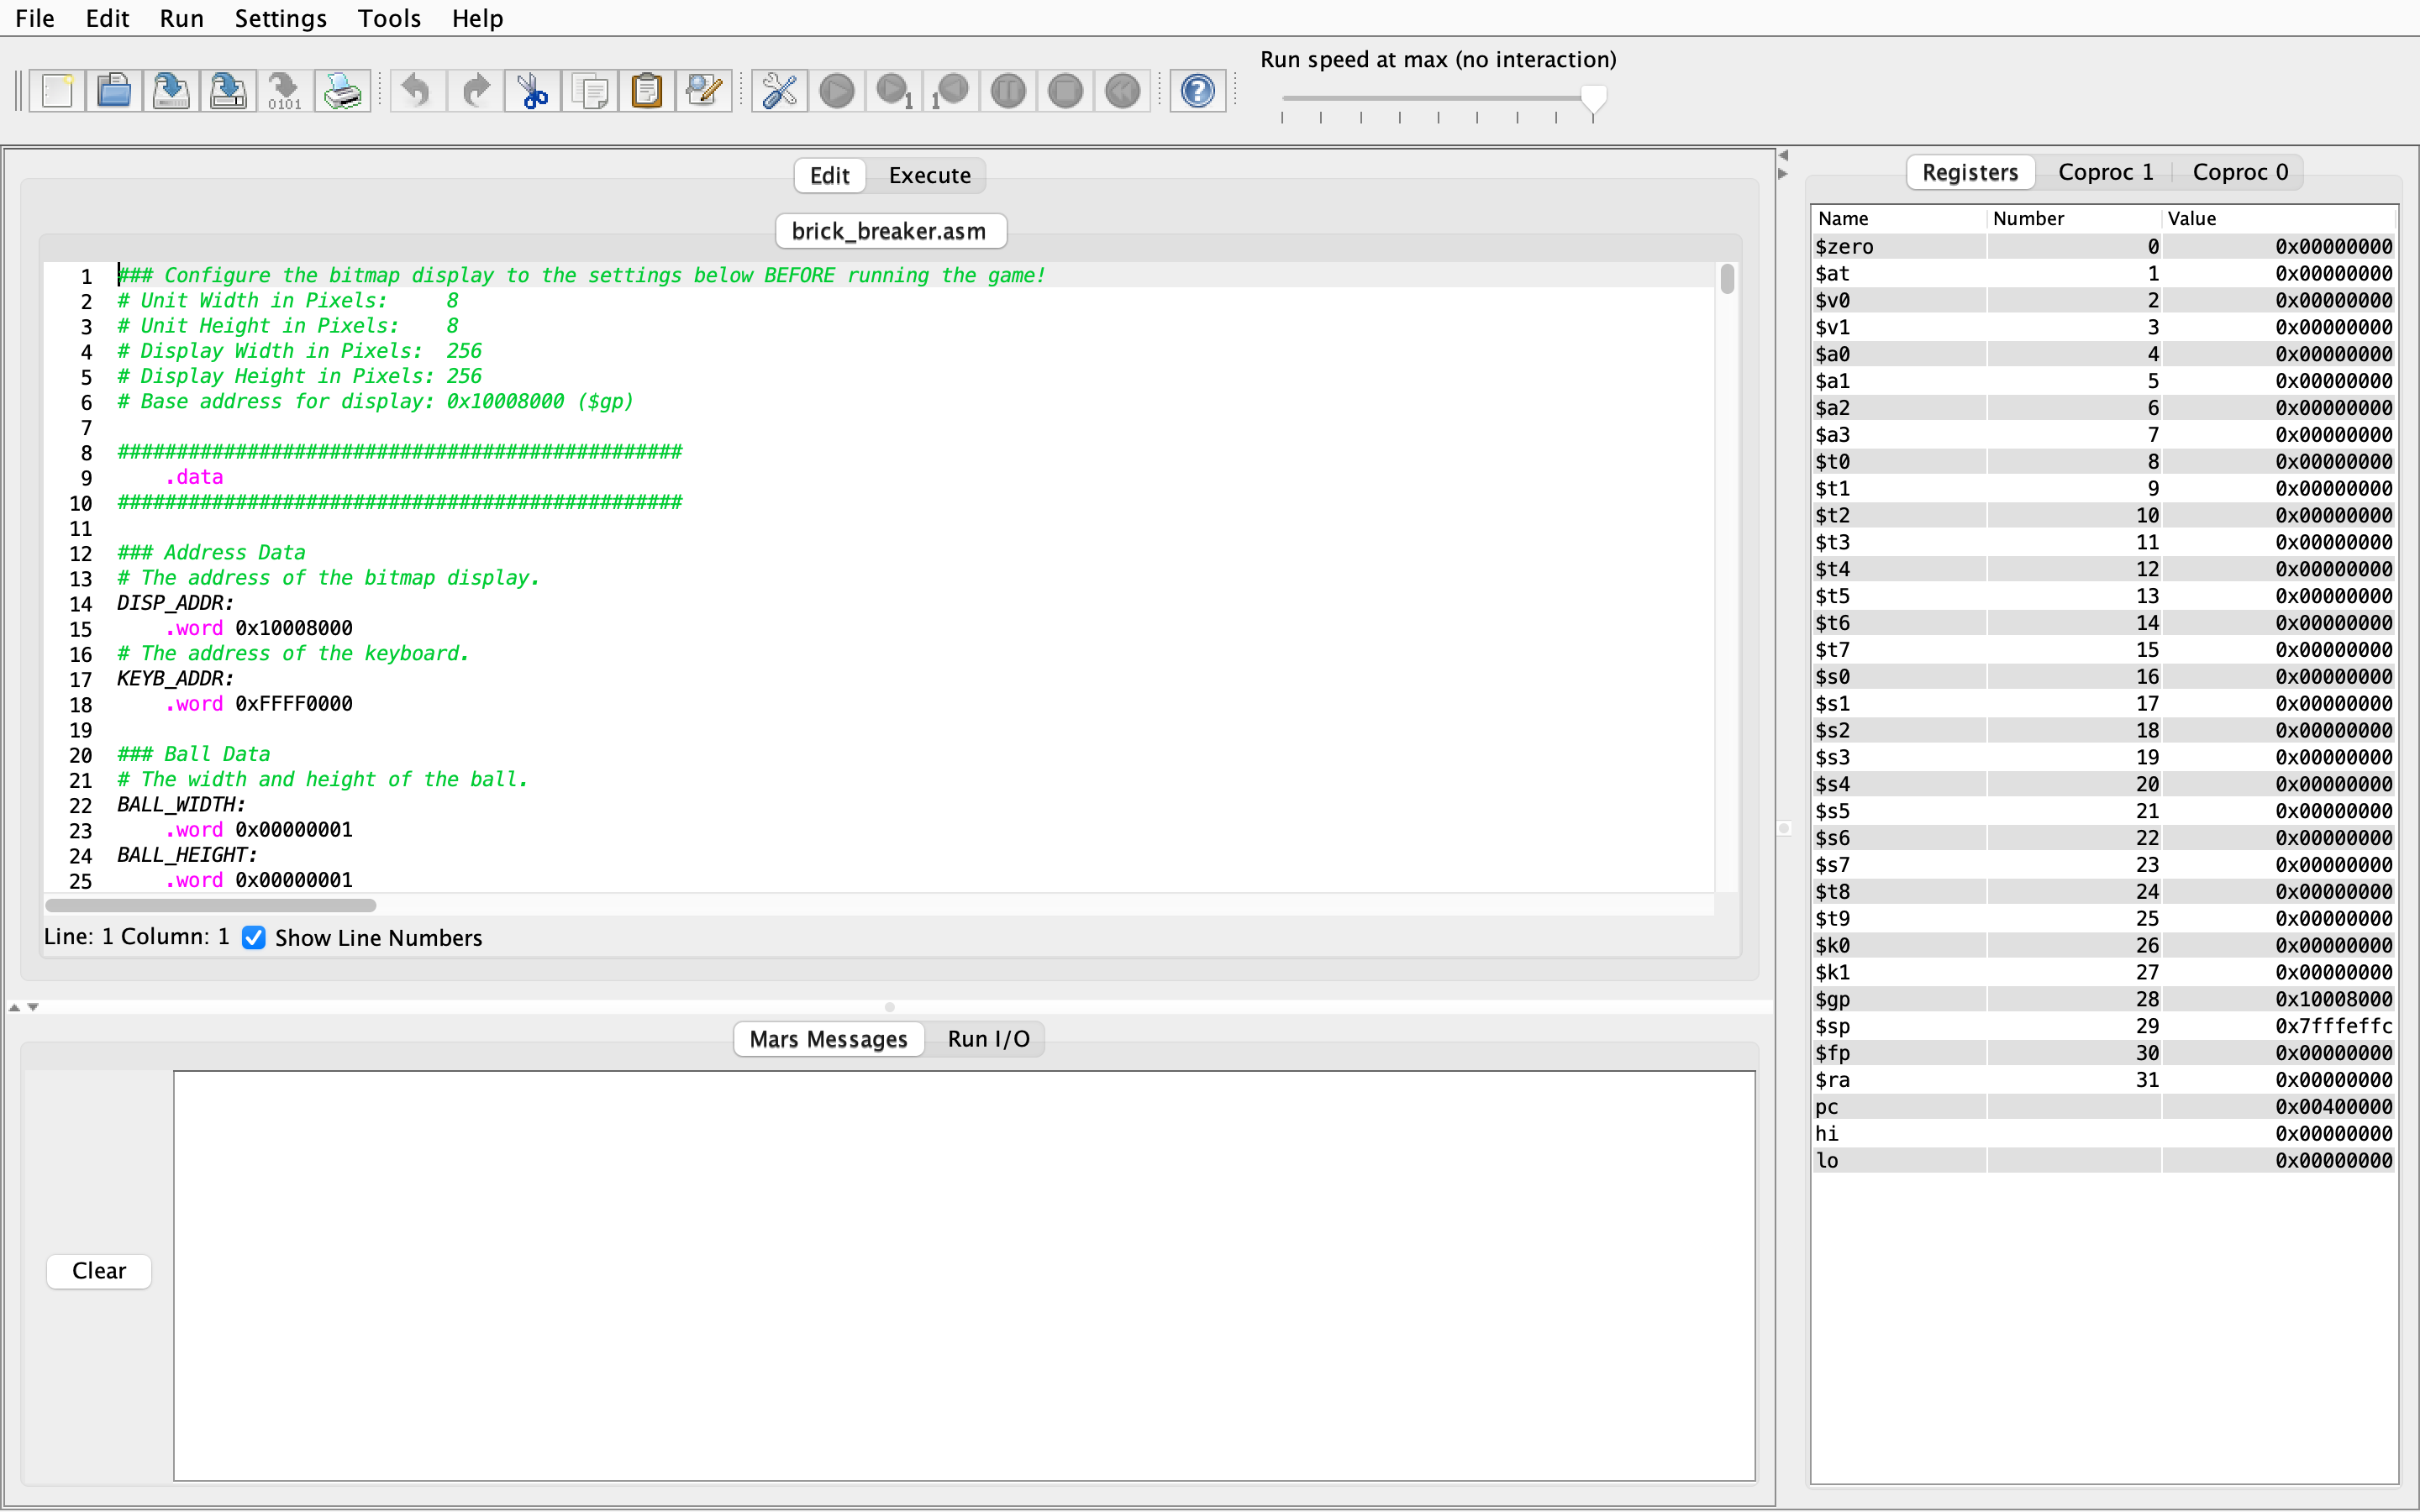 File Edit Run Settings Tools Help
Run speed at max (no interaction)
0101
1
1
Edit Execute
brick_breaker.asm
1 ### Configure the bitmap display to the settings below BEFORE running the game!
2 # Unit Width in Pixels:     8
3 # Unit Height in Pixels:    8
4 # Display Width in Pixels:  256
5 # Display Height in Pixels: 256
6 # Base address for display: 0x10008000 ($gp)
7
8 ################################################
9     .data
10 ################################################
11
12 ### Address Data
13 # The address of the bitmap display.
14 DISP_ADDR:
15     .word 0x10008000
16 # The address of the keyboard.
17 KEYB_ADDR:
18     .word 0xFFFF0000
19
20 ### Ball Data
21 # The width and height of the ball.
22 BALL_WIDTH:
23     .word 0x00000001
24 BALL_HEIGHT:
25     .word 0x00000001
Line: 1 Column: 1 Show Line Numbers
Mars Messages Run I/O
Clear
Registers Coproc 1 Coproc 0
Name Number Value
$zero 0 0x00000000
$at 1 0x00000000
$v0 2 0x00000000
$v1 3 0x00000000
$a0 4 0x00000000
$a1 5 0x00000000
$a2 6 0x00000000
$a3 7 0x00000000
$t0 8 0x00000000
$t1 9 0x00000000
$t2 10 0x00000000
$t3 11 0x00000000
$t4 12 0x00000000
$t5 13 0x00000000
$t6 14 0x00000000
$t7 15 0x00000000
$s0 16 0x00000000
$s1 17 0x00000000
$s2 18 0x00000000
$s3 19 0x00000000
$s4 20 0x00000000
$s5 21 0x00000000
$s6 22 0x00000000
$s7 23 0x00000000
$t8 24 0x00000000
$t9 25 0x00000000
$k0 26 0x00000000
$k1 27 0x00000000
$gp 28 0x10008000
$sp 29 0x7fffeffc
$fp 30 0x00000000
$ra 31 0x00000000
pc 0x00400000
hi 0x00000000
lo 0x00000000